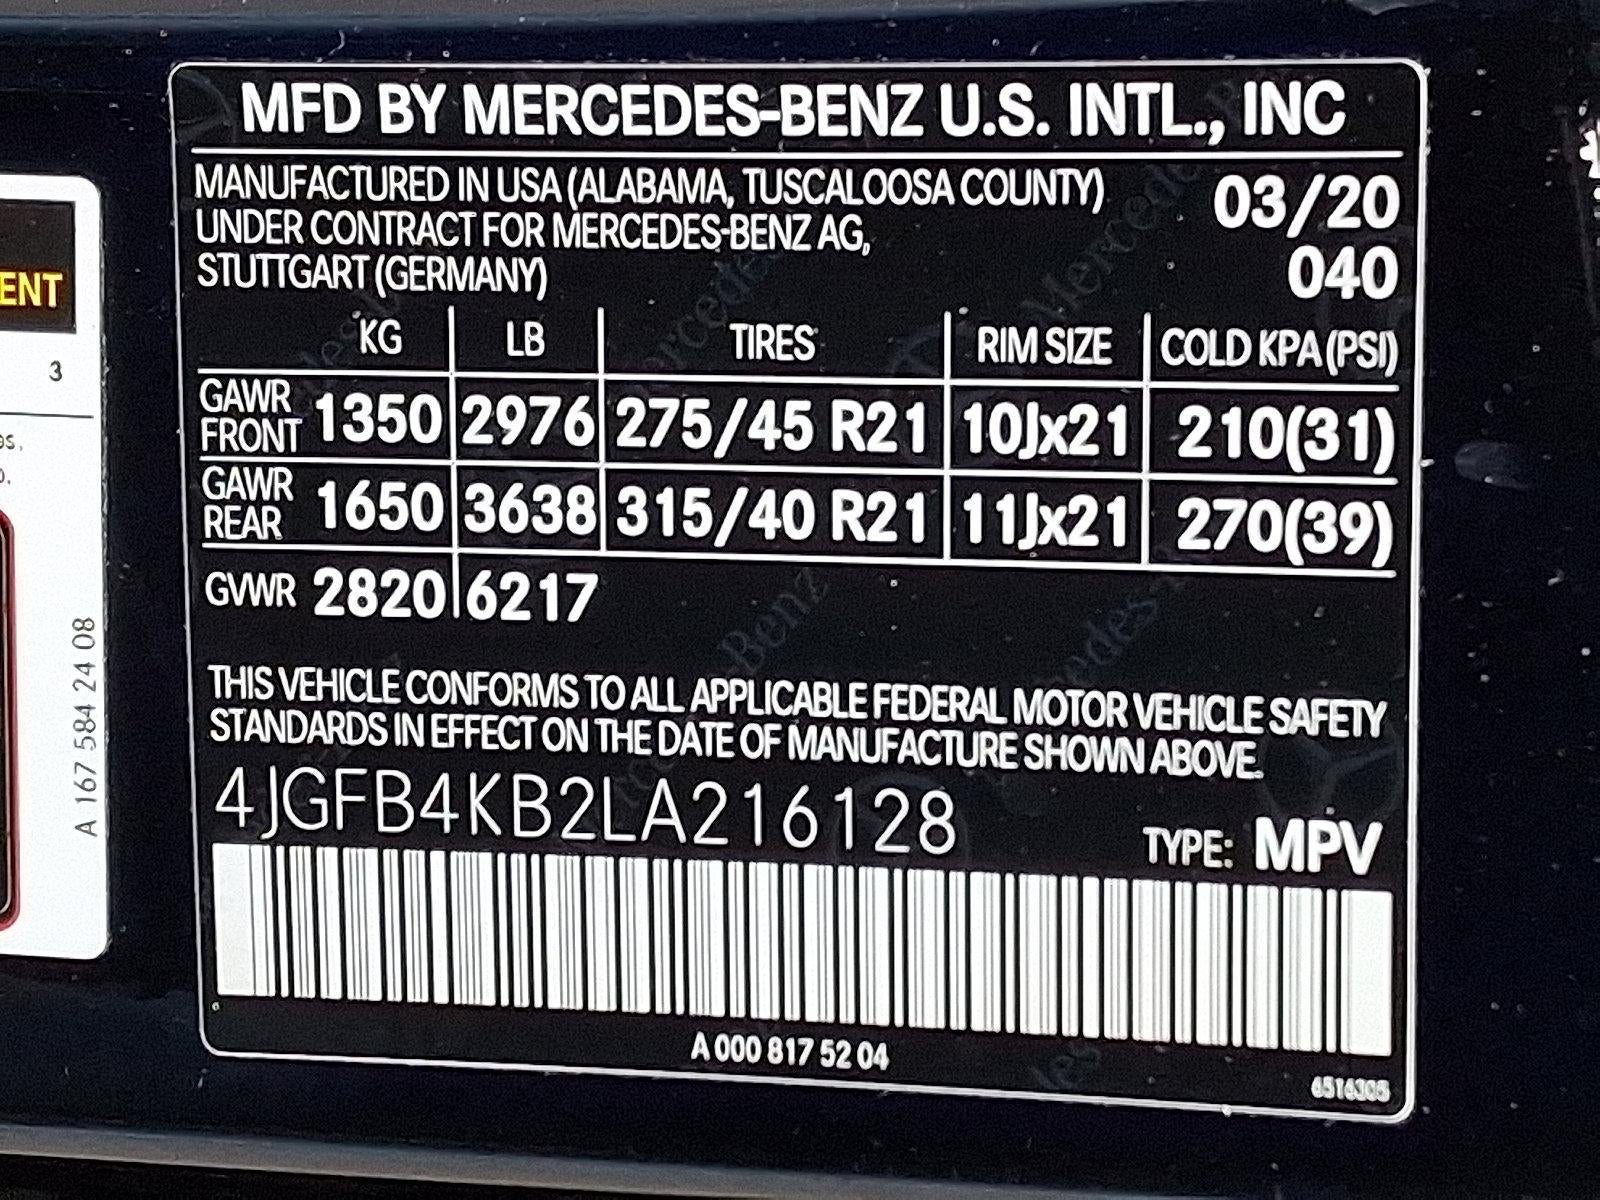 MFD BY MERCEDES-BENZ U.S. INTL., INC
MANUFACTURED IN USA (ALABAMA, TUSCALOOSA COUNTY) 03/20
UNDER CONTRACT FOR MERCEDES-BENZ AG,
STUTTGART (GERMANY) 040
KG LB TIRES RIM SIZE COLD KPA (PSI)
GAWR FRONT 1350 2976 275/45 R21 10Jx21 210(31)
GAWR REAR 1650 3638 315/40 R21 11Jx21 270(39)
GVWR 2820 6217
THIS VEHICLE CONFORMS TO ALL APPLICABLE FEDERAL MOTOR VEHICLE SAFETY
STANDARDS IN EFFECT ON THE DATE OF MANUFACTURE SHOWN ABOVE.
4JGFB4KB2LA216128 TYPE: MPV
A 000 817 52 04
ENT
3
A 167 584 24 08